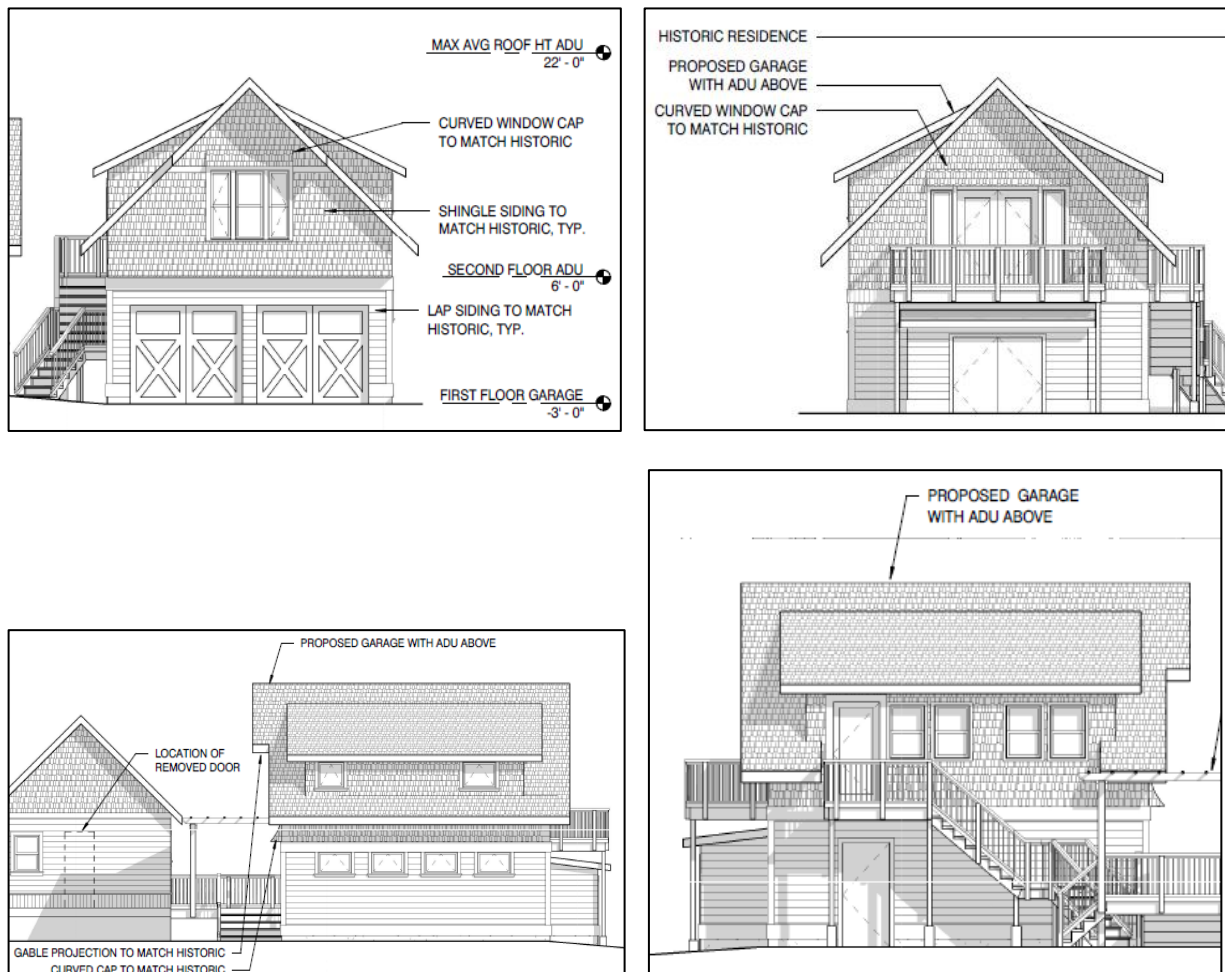 MAX AVG ROOF HT ADU
22' - 0"
CURVED WINDOW CAP
TO MATCH HISTORIC
SHINGLE SIDING TO
MATCH HISTORIC, TYP.
SECOND FLOOR ADU
6' - 0"
LAP SIDING TO MATCH
HISTORIC, TYP.
FIRST FLOOR GARAGE
-3' - 0"
HISTORIC RESIDENCE
PROPOSED GARAGE
WITH ADU ABOVE
CURVED WINDOW CAP
TO MATCH HISTORIC
PROPOSED GARAGE WITH ADU ABOVE
LOCATION OF
REMOVED DOOR
GABLE PROJECTION TO MATCH HISTORIC
CURVED CAP TO MATCH HISTORIC
PROPOSED GARAGE
WITH ADU ABOVE